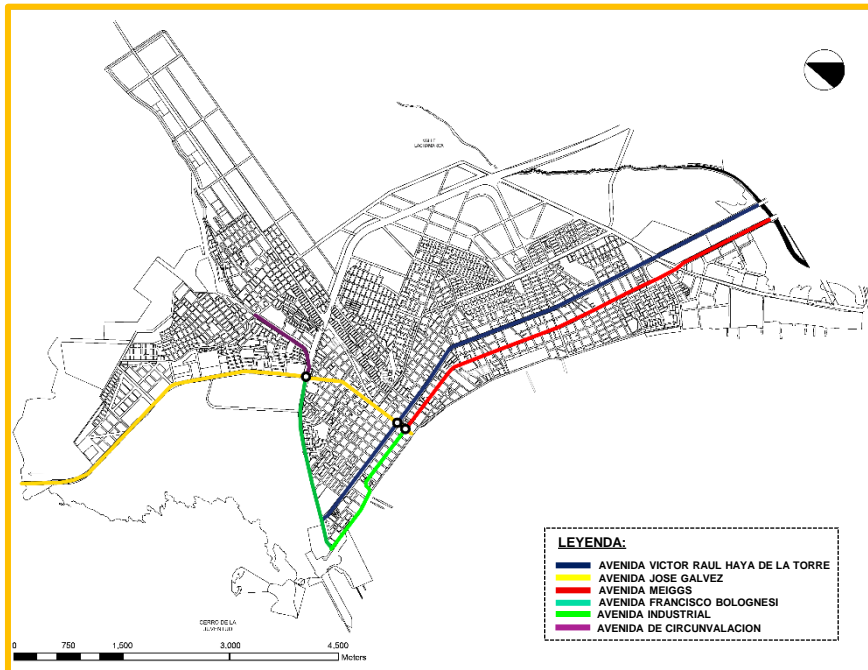 CERRO DE LA
JUVENTUD
LEYENDA:
AVENIDA VICTOR RAUL HAYA DE LA TORRE
AVENIDA JOSE GALVEZ
AVENIDA MEIGGS
AVENIDA FRANCISCO BOLOGNESI
AVENIDA INDUSTRIAL
AVENIDA DE CIRCUNVALACION
0 750 1,500 3,000 4,500
Meters